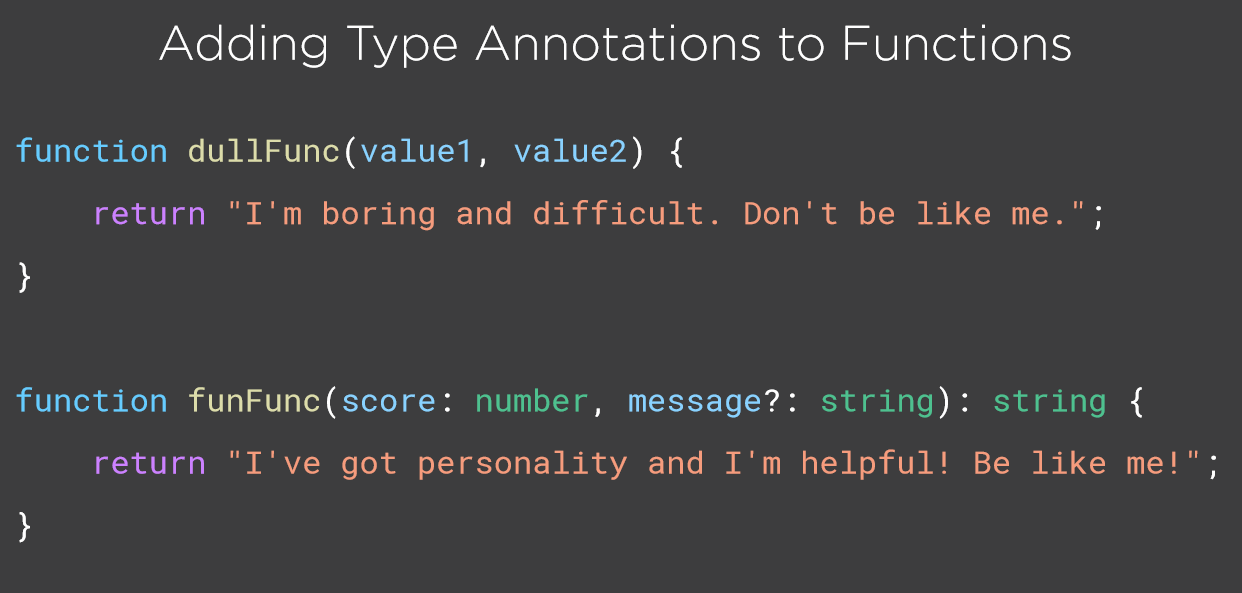 Adding Type Annotations to Functions
function dullFunc(value1, value2) {
    return "I'm boring and difficult. Don't be like me.";
}
function funFunc(score: number, message?: string): string {
    return "I've got personality and I'm helpful! Be like me!";
}